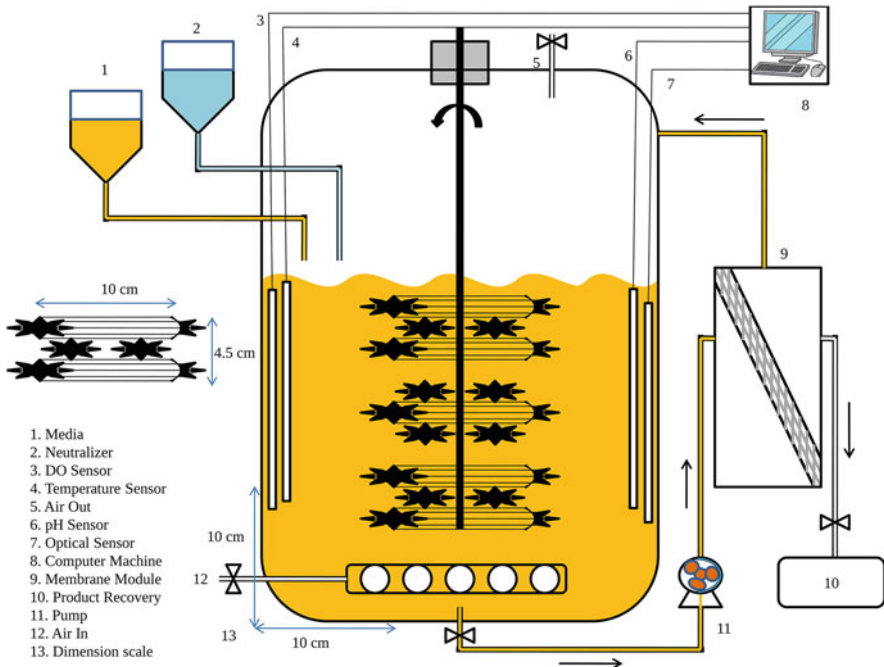 1
2
3
4
5
6
7
8
9
10 cm
4.5 cm
1. Media
2. Neutralizer
3. DO Sensor
4. Temperature Sensor
5. Air Out
6. pH Sensor
7. Optical Sensor
8. Computer Machine
9. Membrane Module
10. Product Recovery
11. Pump
12. Air In
13. Dimension scale
10 cm
12
13
10 cm
11
10